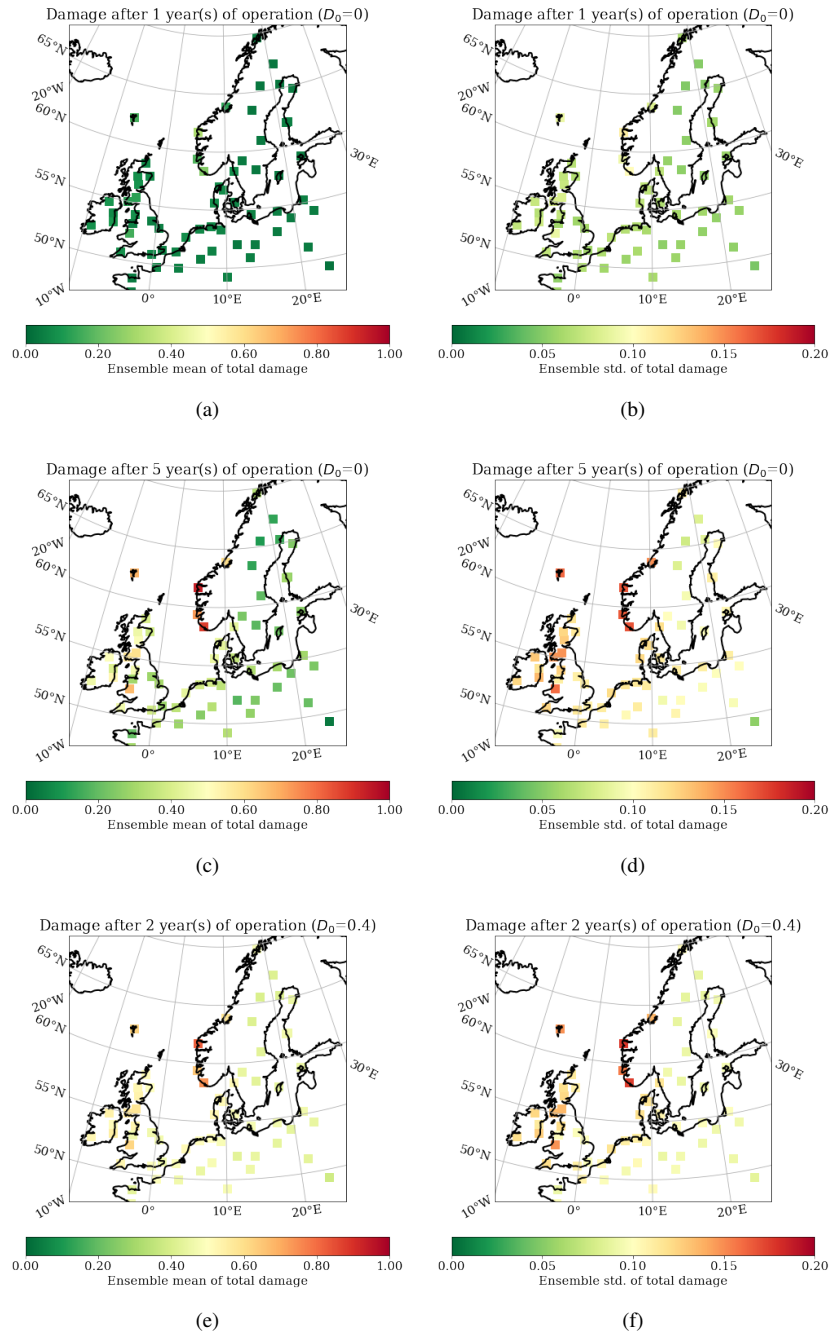 Damage after 1 year(s) of operation (D₀=0)
65°N
20°W
60°N
55°N
50°N
10°W
0°
10°E
20°E
30°E
0.00 0.20 0.40 0.60 0.80 1.00
Ensemble mean of total damage
(a)
Damage after 1 year(s) of operation (D₀=0)
65°N
20°W
60°N
55°N
50°N
10°W
0°
10°E
20°E
30°E
0.00 0.05 0.10 0.15 0.20
Ensemble std. of total damage
(b)
Damage after 5 year(s) of operation (D₀=0)
65°N
20°W
60°N
55°N
50°N
10°W
0°
10°E
20°E
30°E
0.00 0.20 0.40 0.60 0.80 1.00
Ensemble mean of total damage
(c)
Damage after 5 year(s) of operation (D₀=0)
65°N
20°W
60°N
55°N
50°N
10°W
0°
10°E
20°E
30°E
0.00 0.05 0.10 0.15 0.20
Ensemble std. of total damage
(d)
Damage after 2 year(s) of operation (D₀=0.4)
65°N
20°W
60°N
55°N
50°N
10°W
0°
10°E
20°E
30°E
0.00 0.20 0.40 0.60 0.80 1.00
Ensemble mean of total damage
(e)
Damage after 2 year(s) of operation (D₀=0.4)
65°N
20°W
60°N
55°N
50°N
10°W
0°
10°E
20°E
30°E
0.00 0.05 0.10 0.15 0.20
Ensemble std. of total damage
(f)